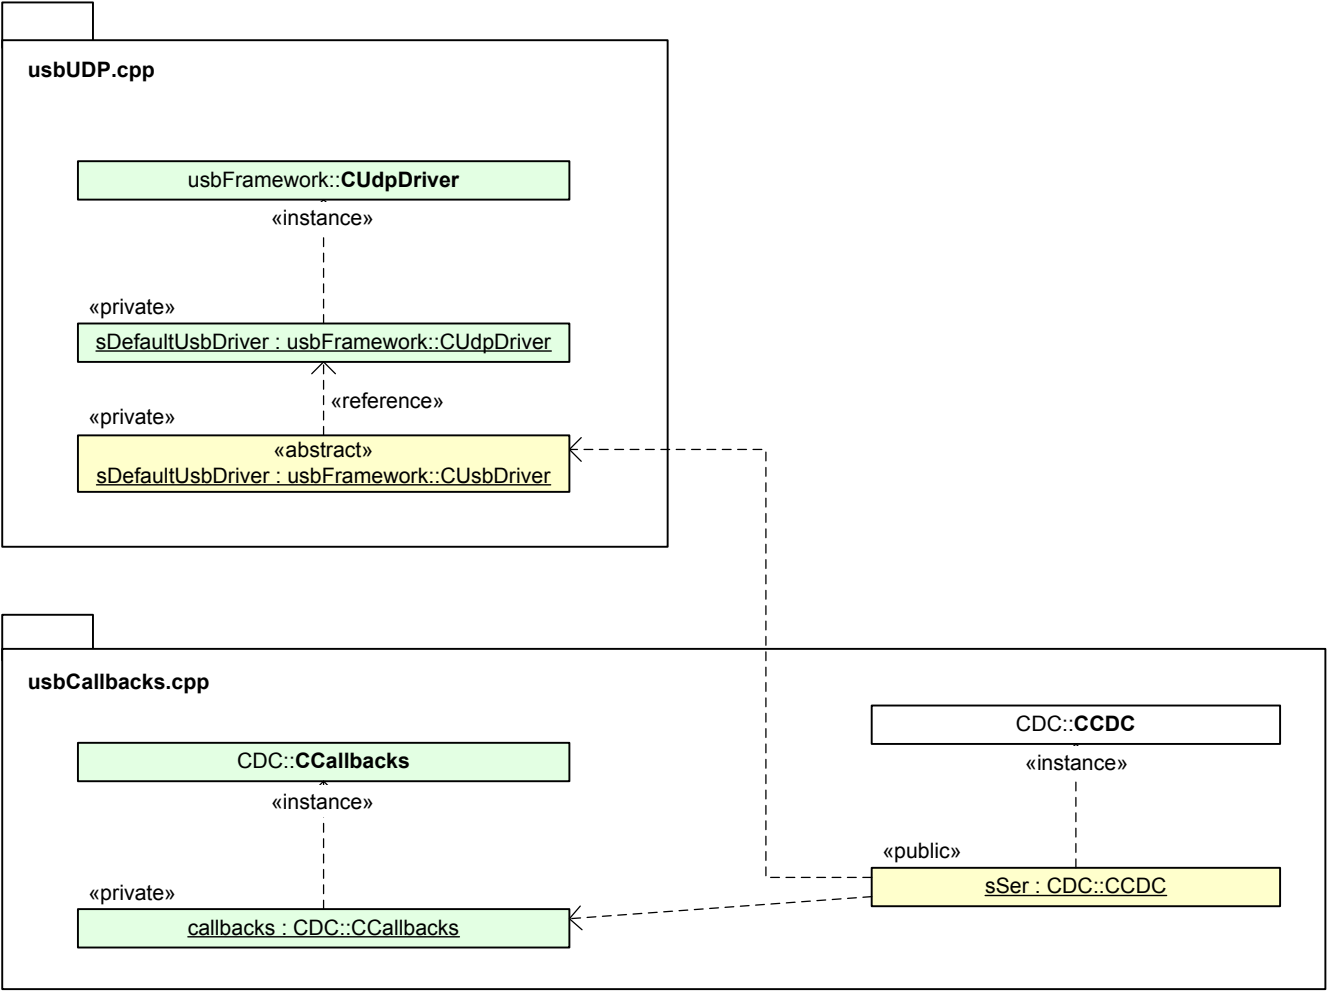 usbUDP.cpp
usbFramework::CUdpDriver
«instance»
«private»
sDefaultUsbDriver : usbFramework::CUdpDriver
«reference»
«private»
«abstract»
sDefaultUsbDriver : usbFramework::CUsbDriver
usbCallbacks.cpp
CDC::CCDC
CDC::CCallbacks
«instance»
«instance»
«public»
sSer : CDC::CCDC
«private»
callbacks : CDC::CCallbacks